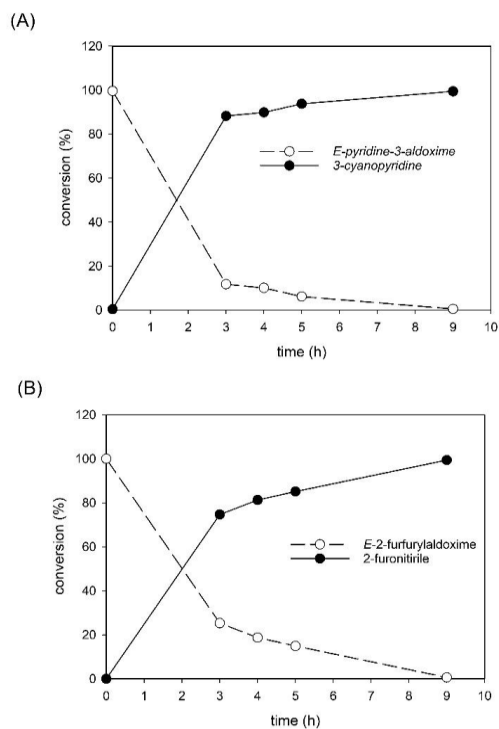 (A)
120
100
80
60
40
20
0
conversion (%)
E-pyridine-3-aldoxime
3-cyanopyridine
0 1 2 3 4 5 6 7 8 9 10
time (h)
(B)
120
100
80
60
40
20
0
conversion (%)
E-2-furfurylaldoxime
2-furonitrile
0 1 2 3 4 5 6 7 8 9 10
time (h)